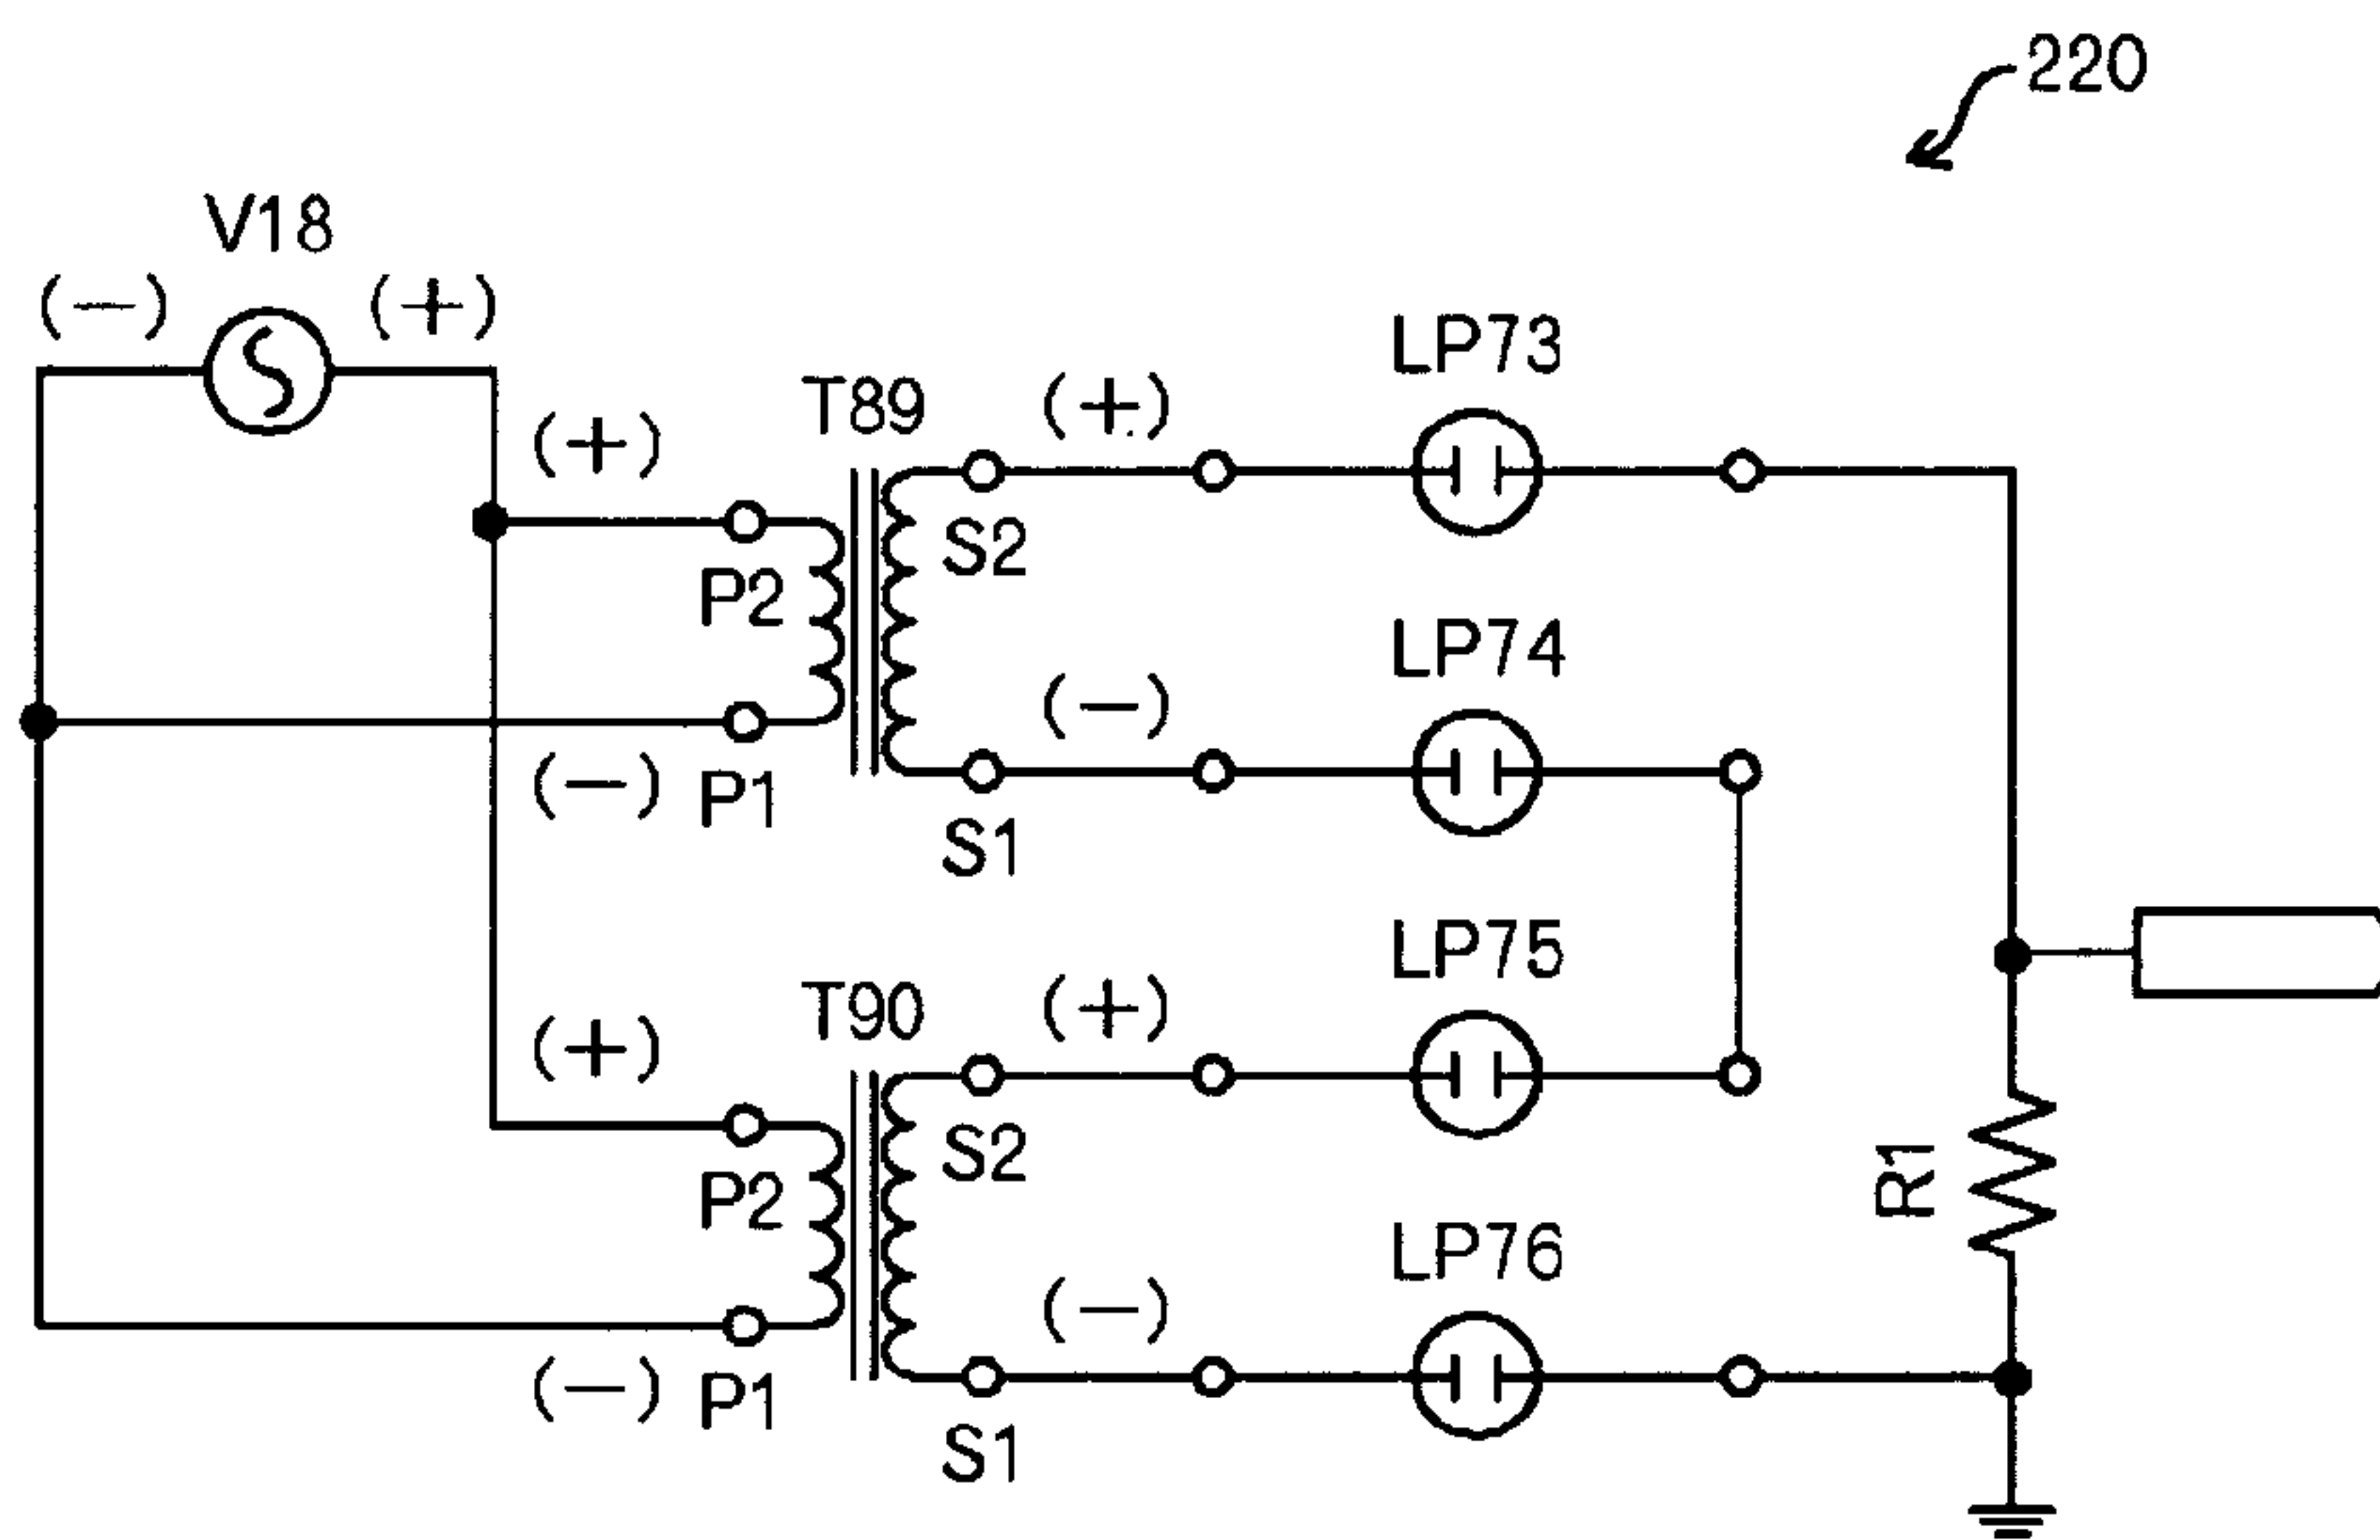 220
V18
(−) (+)
LP73
T89 (+)
(+)
S2
P2
LP74
(−)
(−) P1
S1
LP75
T90 (+)
(+)
S2
P2
R1
LP76
(−)
(−) P1
S1